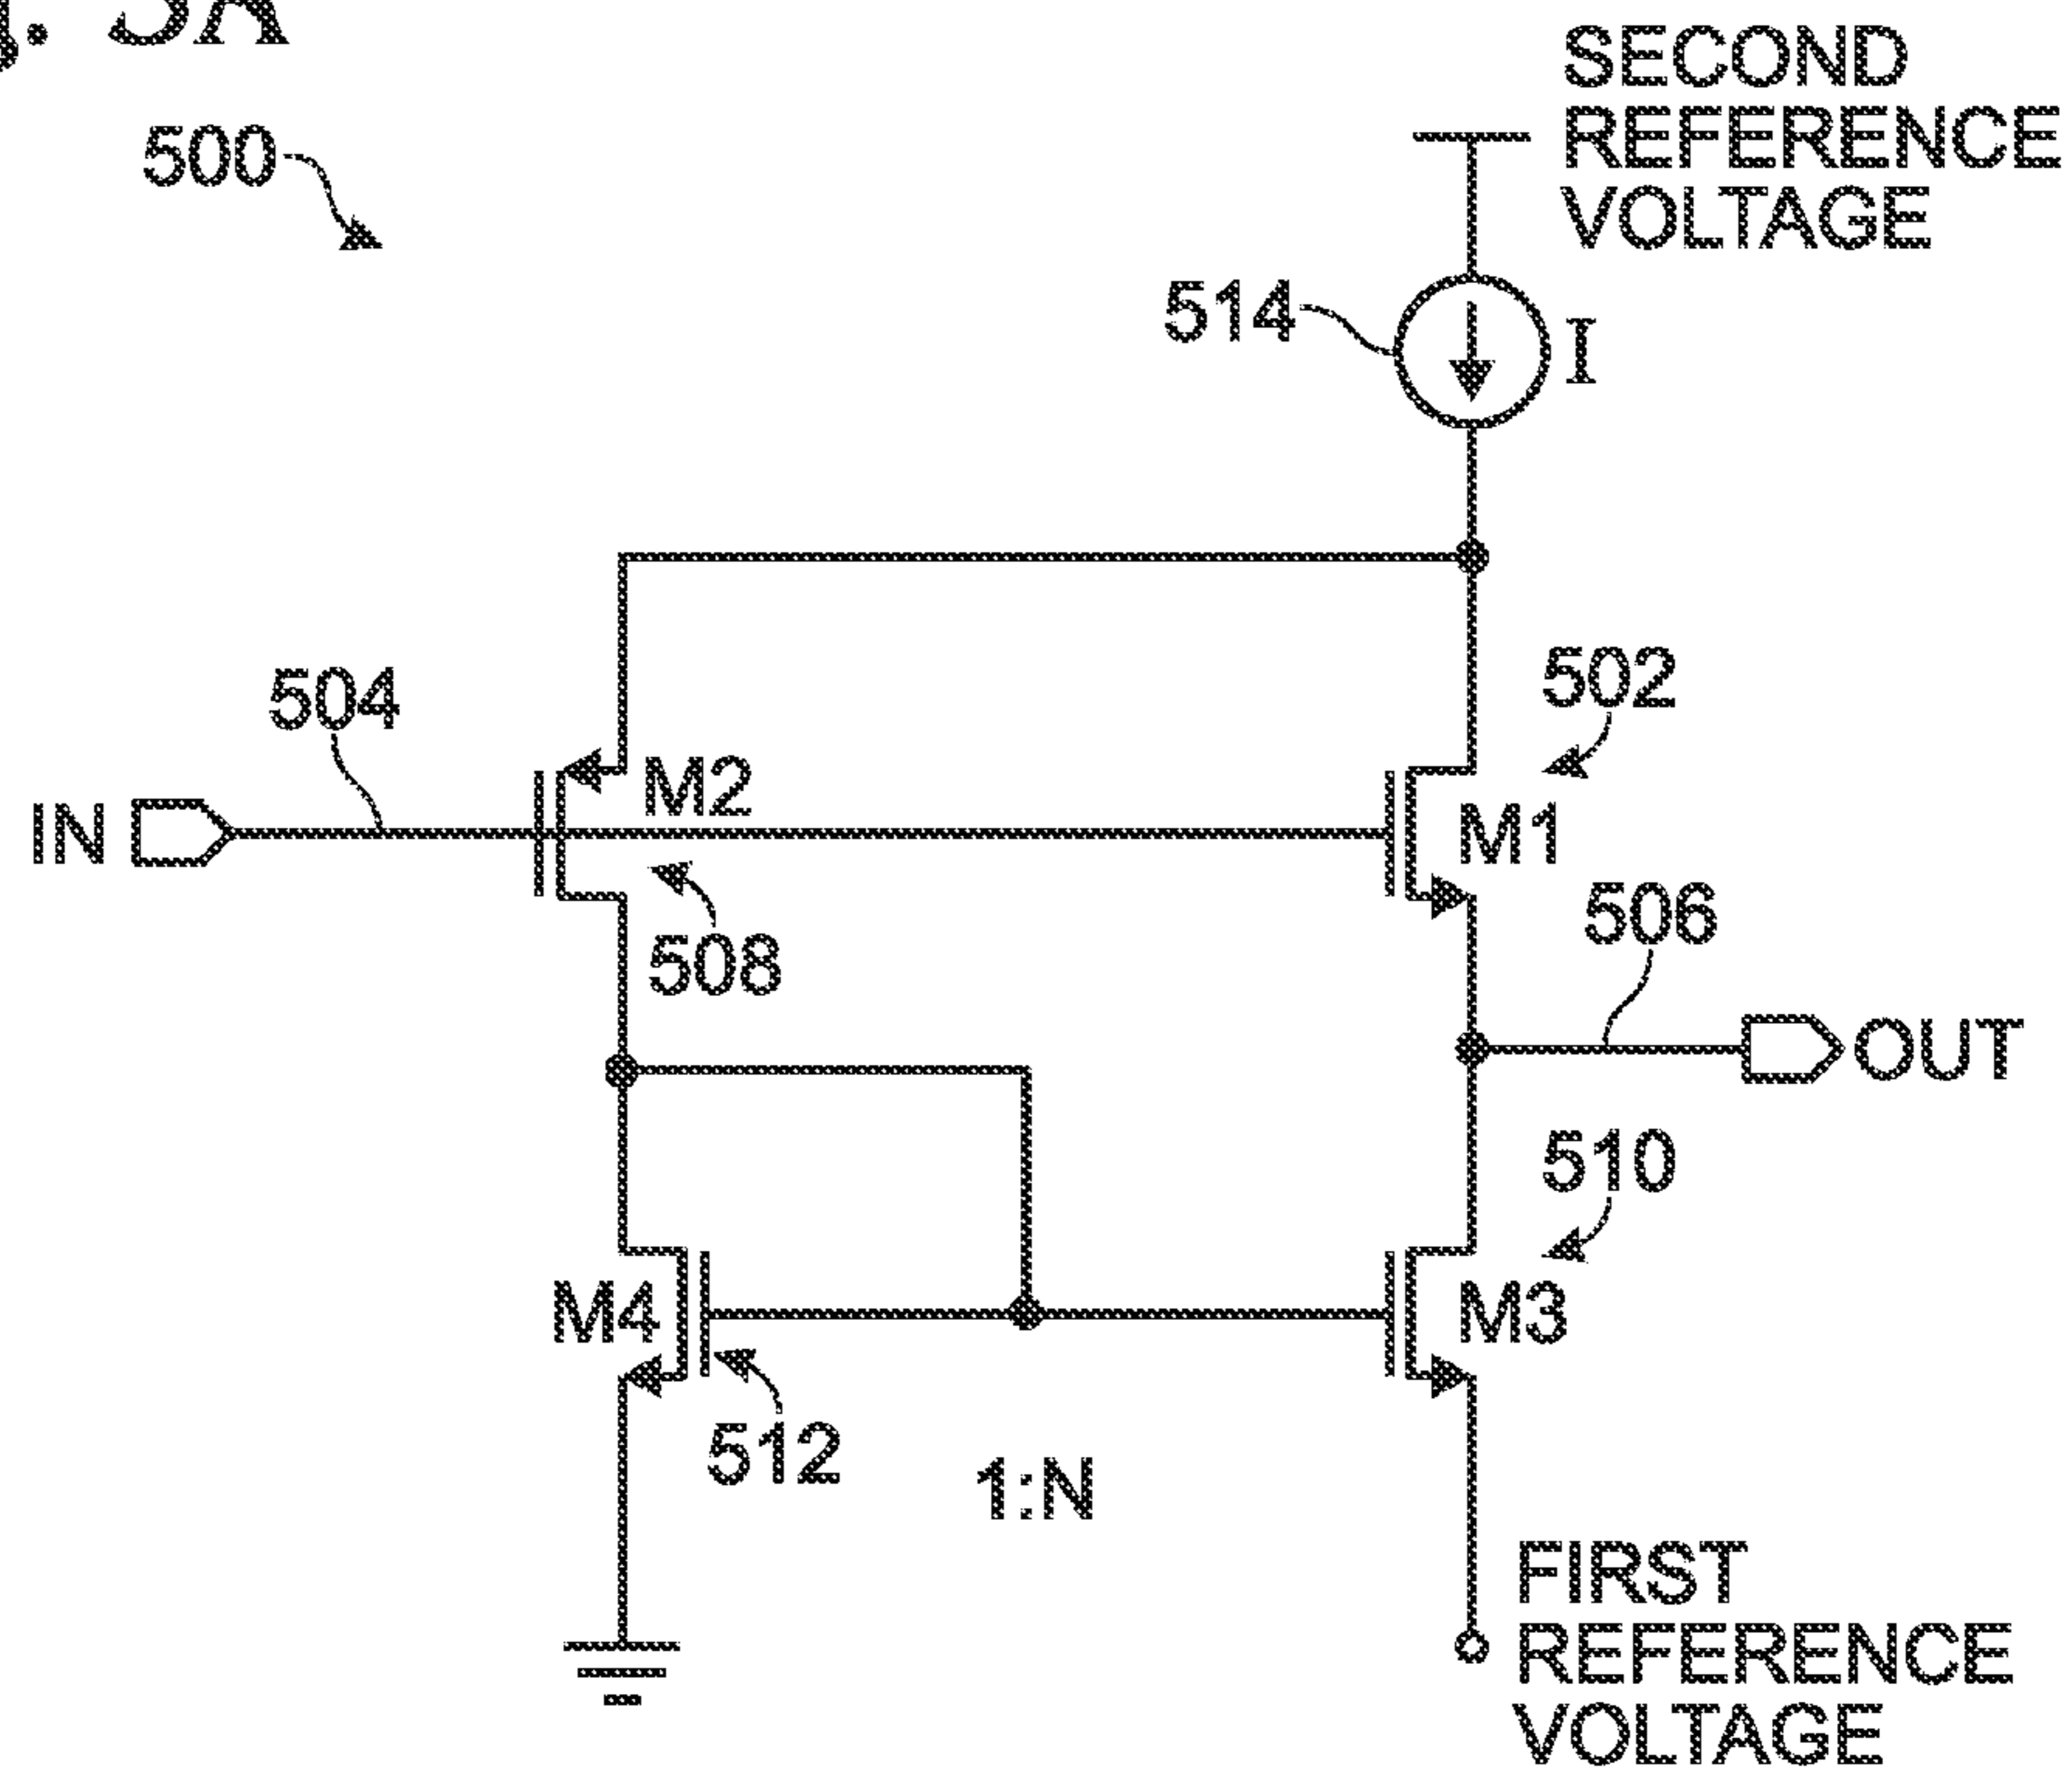 500
SECOND
REFERENCE
VOLTAGE
514
I
504
502
IN
M2
M1
508
506
OUT
510
M4
M3
512
1:N
FIRST
REFERENCE
VOLTAGE